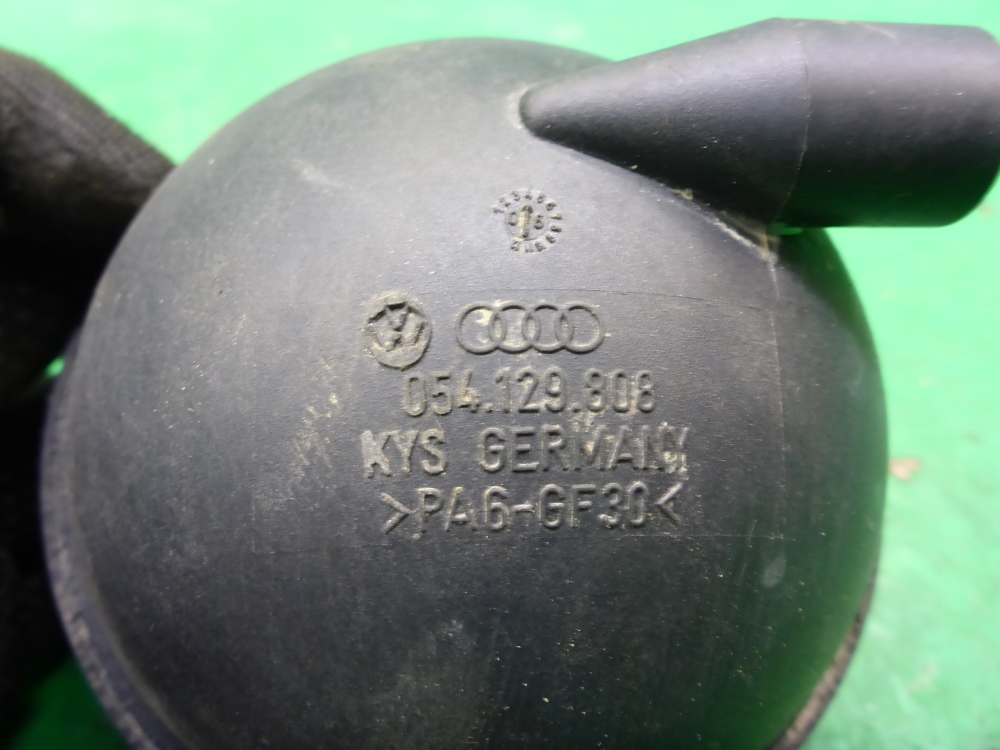 054.129.808
KYS GERMANY
>PA6-GF30<